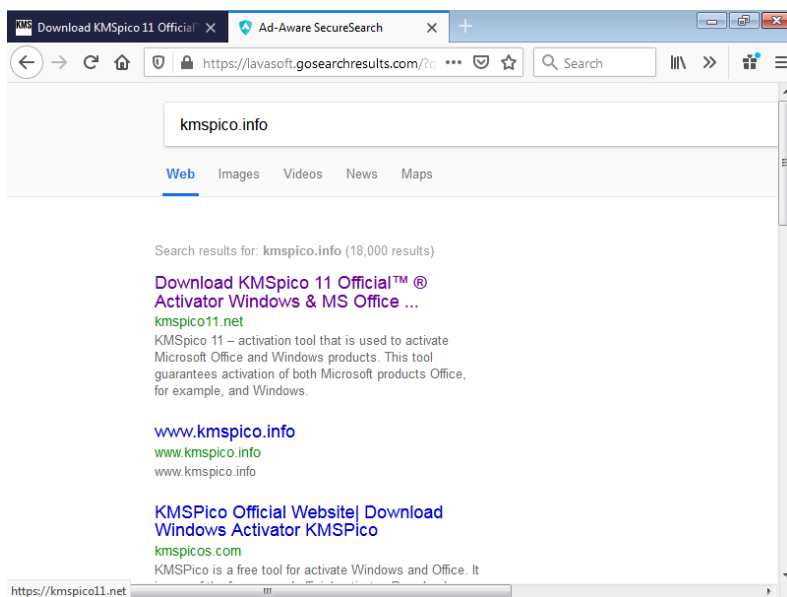 KMS Download KMSpico 11 Official™
Ad-Aware SecureSearch
https://lavasoft.gosearchresults.com/?q
Search
kmspico.info
Web Images Videos News Maps
Search results for: kmspico.info (18,000 results)
Download KMSpico 11 Official™ ®
Activator Windows & MS Office ...
kmspico11.net
KMSpico 11 – activation tool that is used to activate
Microsoft Office and Windows products. This tool
guarantees activation of both Microsoft products Office,
for example, and Windows.
www.kmspico.info
www.kmspico.info
www.kmspico.info
KMSPico Official Website| Download
Windows Activator KMSPico
kmspicos.com
KMSPico is a free tool for activate Windows and Office. It
https://kmspico11.net